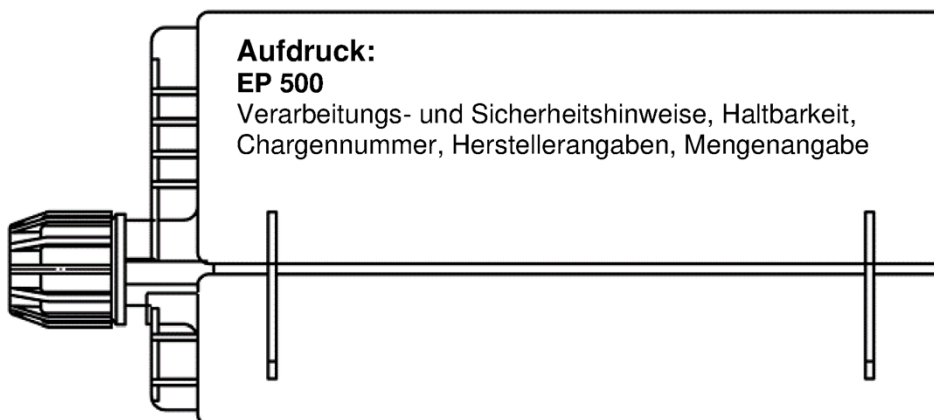 Aufdruck:
EP 500
Verarbeitungs- und Sicherheitshinweise, Haltbarkeit,
Chargennummer, Herstellerangaben, Mengenangabe